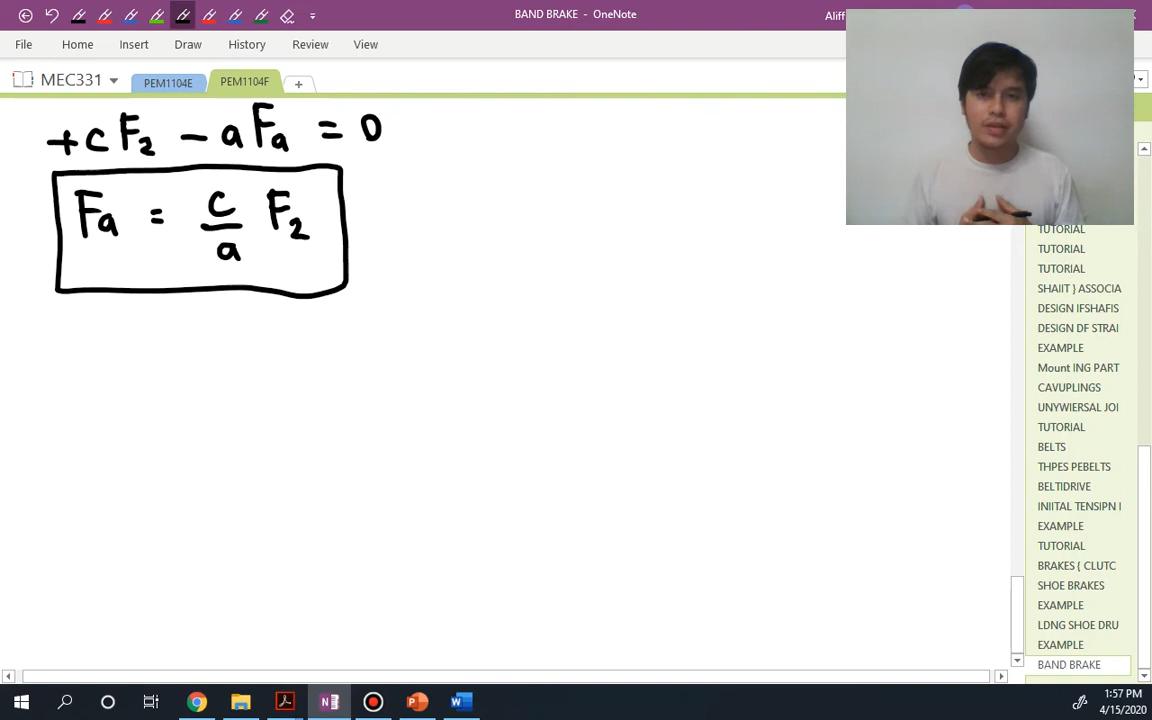 BAND BRAKE - OneNote
Aliff
File Home Insert Draw History Review View
MEC331
PEM1104E
PEM1104F
+cF₂ - aFa = 0
Fa = c/a F₂
TUTORIAL
TUTORIAL
TUTORIAL
SHAIIT } ASSOCIA
DESIGN IFSHAFIS
DESIGN DF STRAI
EXAMPLE
Mount ING PART
CAVUPLINGS
UNYWIERSAL JOI
TUTORIAL
BELTS
THPES PEBELTS
BELTIDRIVE
INIITAL TENSIPN I
EXAMPLE
TUTORIAL
BRAKES { CLUTC
SHOE BRAKES
EXAMPLE
LDNG SHOE DRU
EXAMPLE
BAND BRAKE
1:57 PM
4/15/2020